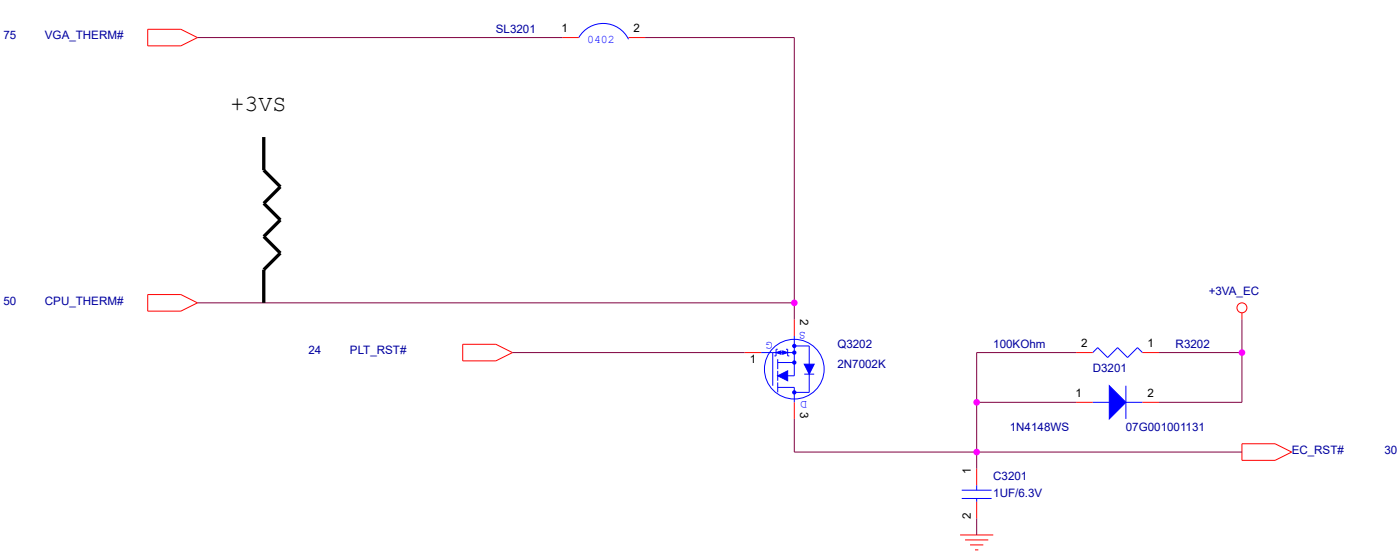 75 VGA_THERM#
SL3201 1 2
0402
+3VS
50 CPU_THERM#
24 PLT_RST#
1
G
2
S
Q3202
2N7002K
D
3
+3VA_EC
100KOhm 2 1 R3202
D3201
1 2
1N4148WS 07G001001131
EC_RST# 30
1
C3201
1UF/6.3V
2